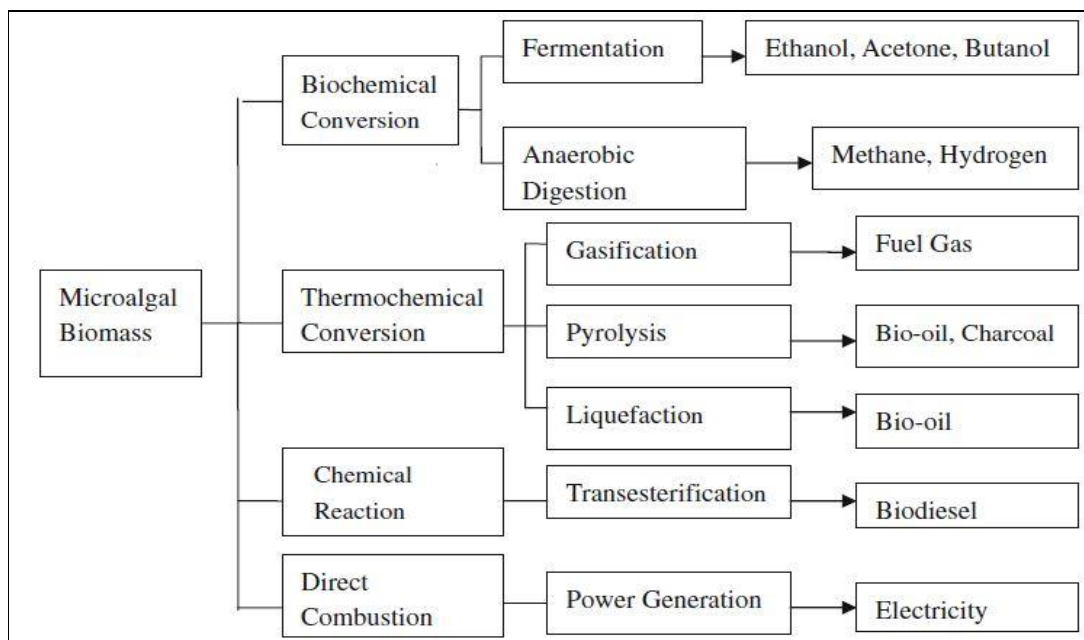 Fermentation
Ethanol, Acetone, Butanol
Biochemical
Conversion
Anaerobic
Digestion
Methane, Hydrogen
Gasification
Fuel Gas
Microalgal
Biomass
Thermochemical
Conversion
Pyrolysis
Bio-oil, Charcoal
Liquefaction
Bio-oil
Chemical
Reaction
Transesterification
Biodiesel
Direct
Combustion
Power Generation
Electricity